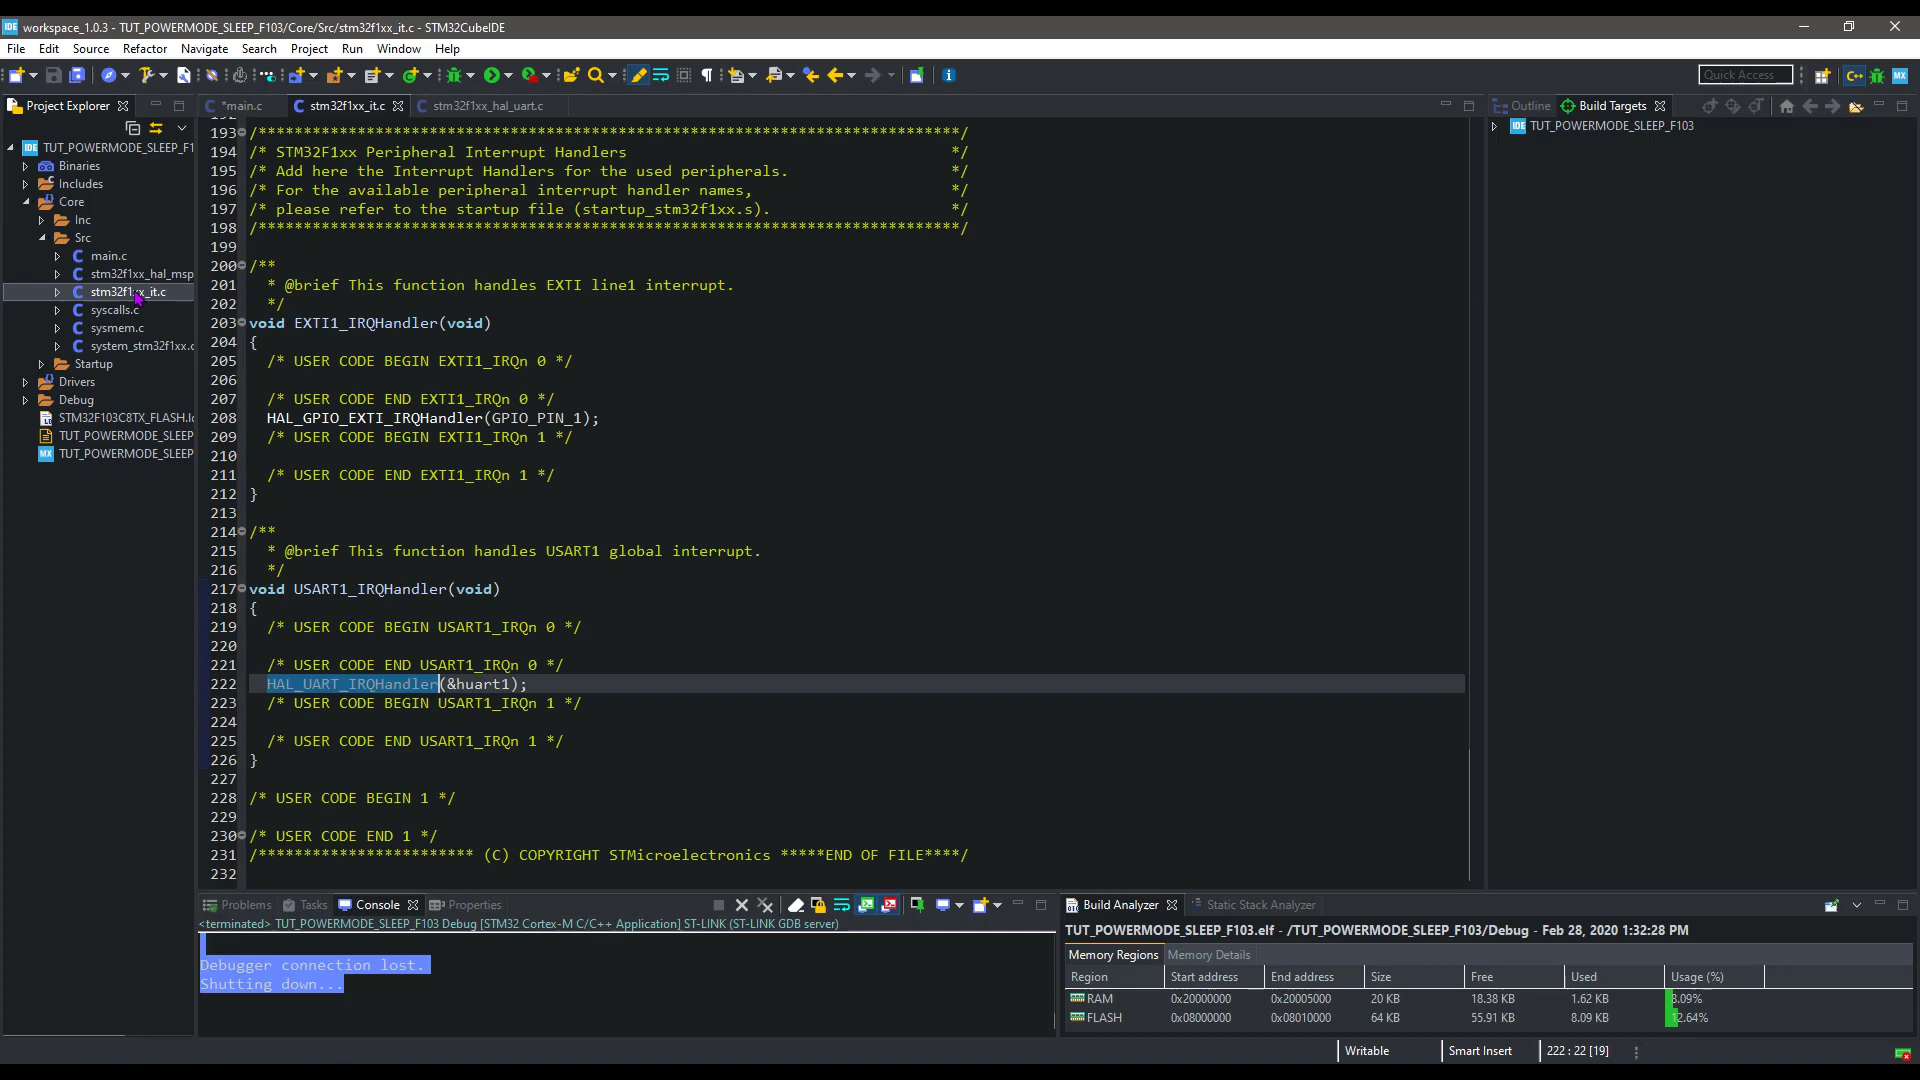 IDE workspace_1.0.3 - TUT_POWERMODE_SLEEP_F103/Core/Src/stm32f1xx_it.c - STM32CubeIDE
File Edit Source Refactor Navigate Search Project Run Window Help
Quick Access
Project Explorer
*main.c stm32f1xx_it.c stm32f1xx_hal_uart.c
Outline Build Targets
IDE TUT_POWERMODE_SLEEP_F103
IDE TUT_POWERMODE_SLEEP_F1
Binaries
Includes
Core
Inc
Src
main.c
stm32f1xx_hal_msp
stm32f1xx_it.c
syscalls.c
sysmem.c
system_stm32f1xx.c
Startup
Drivers
Debug
STM32F103C8TX_FLASH.l
TUT_POWERMODE_SLEEP
MX TUT_POWERMODE_SLEEP
193 /******************************************************************************/
194 /* STM32F1xx Peripheral Interrupt Handlers */
195 /* Add here the Interrupt Handlers for the used peripherals. */
196 /* For the available peripheral interrupt handler names, */
197 /* please refer to the startup file (startup_stm32f1xx.s). */
198 /******************************************************************************/
199
200 /**
201 * @brief This function handles EXTI line1 interrupt.
202 */
203 void EXTI1_IRQHandler(void)
204 {
205 /* USER CODE BEGIN EXTI1_IRQn 0 */
206
207 /* USER CODE END EXTI1_IRQn 0 */
208 HAL_GPIO_EXTI_IRQHandler(GPIO_PIN_1);
209 /* USER CODE BEGIN EXTI1_IRQn 1 */
210
211 /* USER CODE END EXTI1_IRQn 1 */
212 }
213
214 /**
215 * @brief This function handles USART1 global interrupt.
216 */
217 void USART1_IRQHandler(void)
218 {
219 /* USER CODE BEGIN USART1_IRQn 0 */
220
221 /* USER CODE END USART1_IRQn 0 */
222 HAL_UART_IRQHandler(&huart1);
223 /* USER CODE BEGIN USART1_IRQn 1 */
224
225 /* USER CODE END USART1_IRQn 1 */
226 }
227
228 /* USER CODE BEGIN 1 */
229
230 /* USER CODE END 1 */
231 /************************ (C) COPYRIGHT STMicroelectronics *****END OF FILE****/
232
Problems Tasks Console Properties
<terminated> TUT_POWERMODE_SLEEP_F103 Debug [STM32 Cortex-M C/C++ Application] ST-LINK (ST-LINK GDB server)
Debugger connection lost.
Shutting down...
Build Analyzer Static Stack Analyzer
TUT_POWERMODE_SLEEP_F103.elf - /TUT_POWERMODE_SLEEP_F103/Debug - Feb 28, 2020 1:32:28 PM
Memory Regions Memory Details
Region Start address End address Size Free Used Usage (%)
RAM 0x20000000 0x20005000 20 KB 18.38 KB 1.62 KB 8.09%
FLASH 0x08000000 0x08010000 64 KB 55.91 KB 8.09 KB 12.64%
Writable Smart Insert 222 : 22 [19]